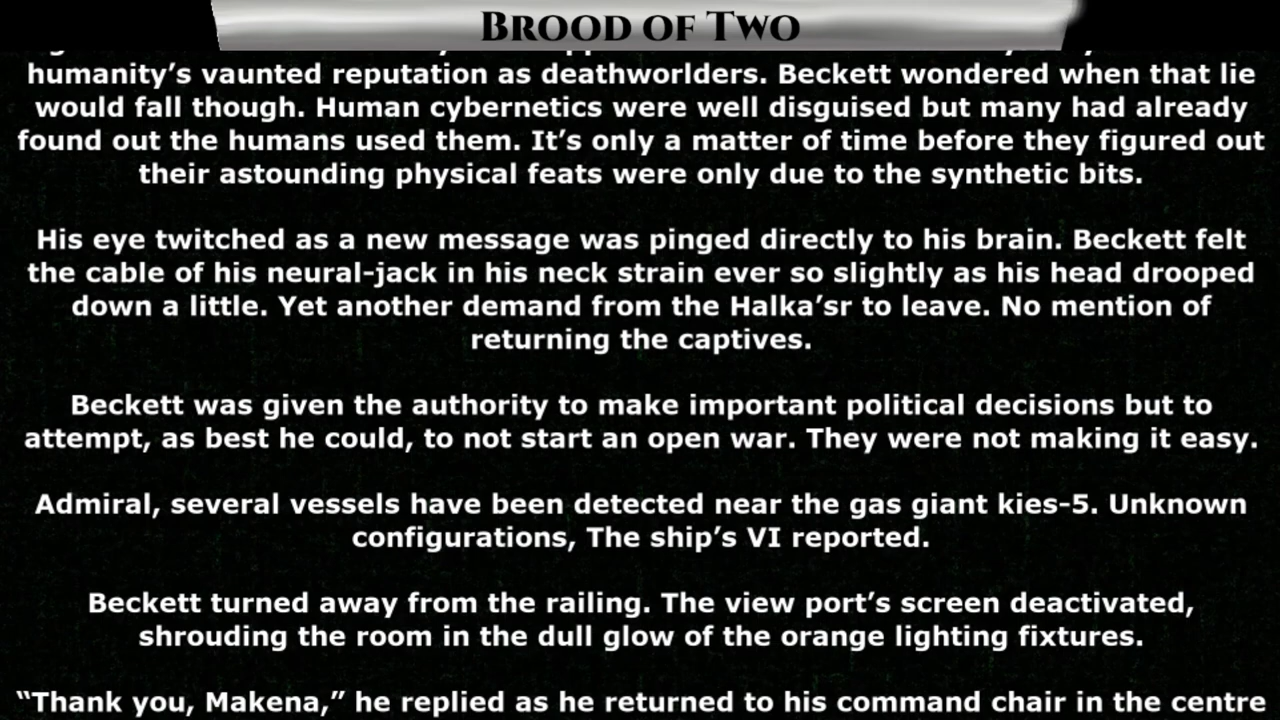 Brood of Two
humanity’s vaunted reputation as deathworlders. Beckett wondered when that lie
would fall though. Human cybernetics were well disguised but many had already
found out the humans used them. It’s only a matter of time before they figured out
their astounding physical feats were only due to the synthetic bits.
His eye twitched as a new message was pinged directly to his brain. Beckett felt
the cable of his neural-jack in his neck strain ever so slightly as his head drooped
down a little. Yet another demand from the Halka’sr to leave. No mention of
returning the captives.
Beckett was given the authority to make important political decisions but to
attempt, as best he could, to not start an open war. They were not making it easy.
Admiral, several vessels have been detected near the gas giant kies-5. Unknown
configurations, The ship’s VI reported.
Beckett turned away from the railing. The view port’s screen deactivated,
shrouding the room in the dull glow of the orange lighting fixtures.
“Thank you, Makena,” he replied as he returned to his command chair in the centre